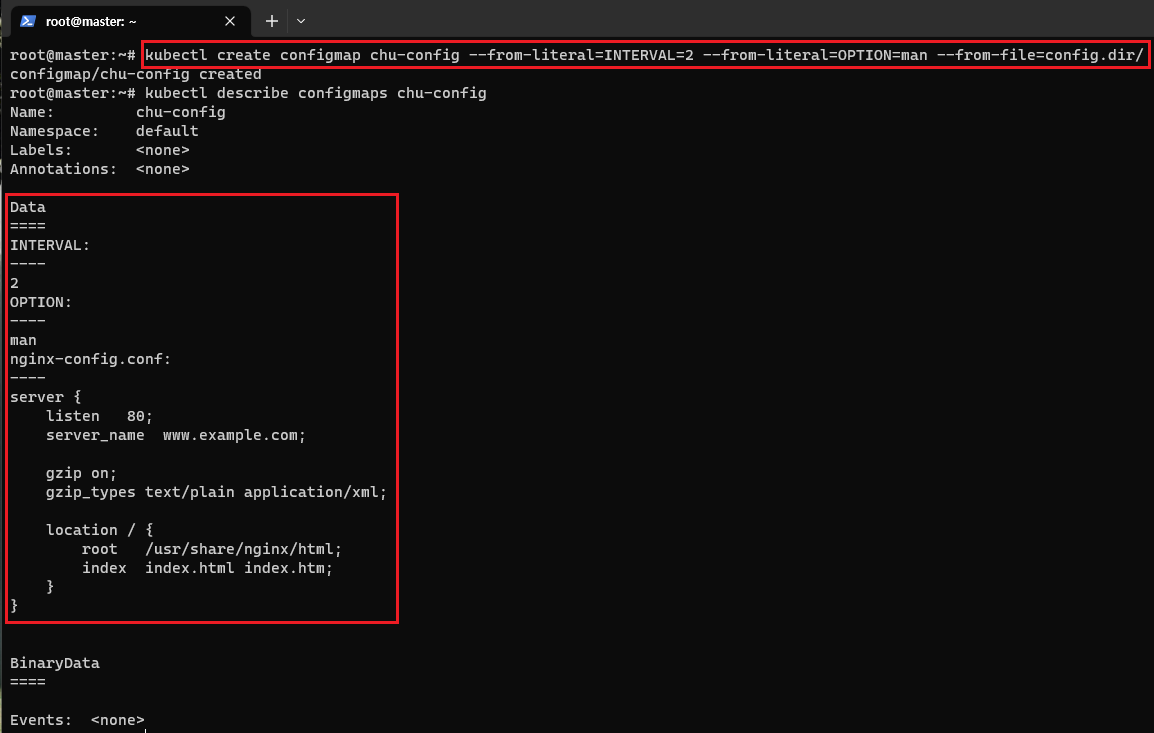 root@master: ~
root@master:~# kubectl create configmap chu-config --from-literal=INTERVAL=2 --from-literal=OPTION=man --from-file=config.dir/
configmap/chu-config created
root@master:~# kubectl describe configmaps chu-config
Name:         chu-config
Namespace:    default
Labels:       <none>
Annotations:  <none>

Data
====
INTERVAL:
----
2
OPTION:
----
man
nginx-config.conf:
----
server {
    listen   80;
    server_name  www.example.com;

    gzip on;
    gzip_types text/plain application/xml;

    location / {
        root   /usr/share/nginx/html;
        index  index.html index.htm;
    }
}

BinaryData
====

Events:  <none>